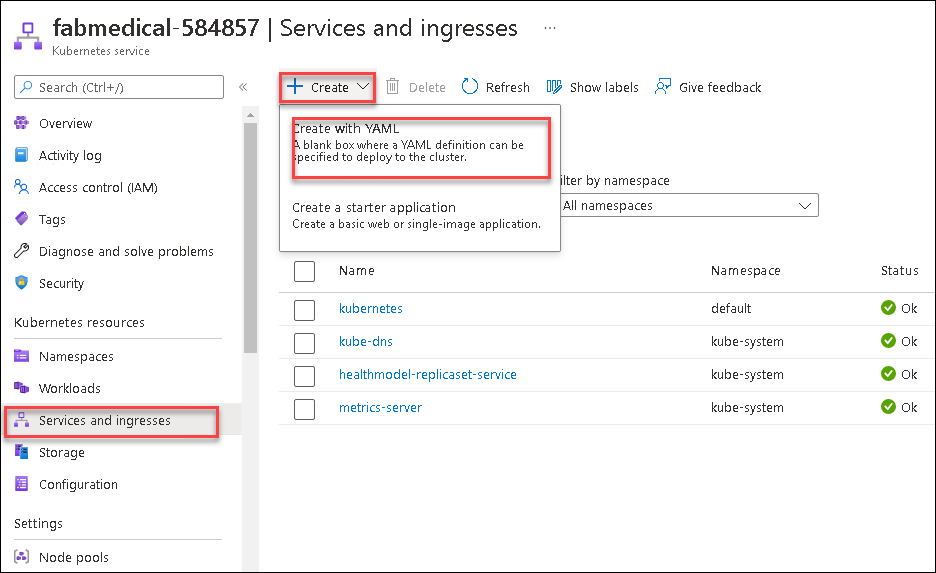 fabmedical-584857 | Services and ingresses ...
Kubernetes service
Search (Ctrl+/)
«
Overview
Activity log
Access control (IAM)
Tags
Diagnose and solve problems
Security
Kubernetes resources
Namespaces
Workloads
Services and ingresses
Storage
Configuration
Settings
Node pools
Create Delete Refresh Show labels Give feedback
Create with YAML
A blank box where a YAML definition can be
specified to deploy to the cluster.
Create a starter application
Create a basic web or single-image application.
ilter by namespace
All namespaces
Name Namespace Status
kubernetes default Ok
kube-dns kube-system Ok
healthmodel-replicaset-service kube-system Ok
metrics-server kube-system Ok